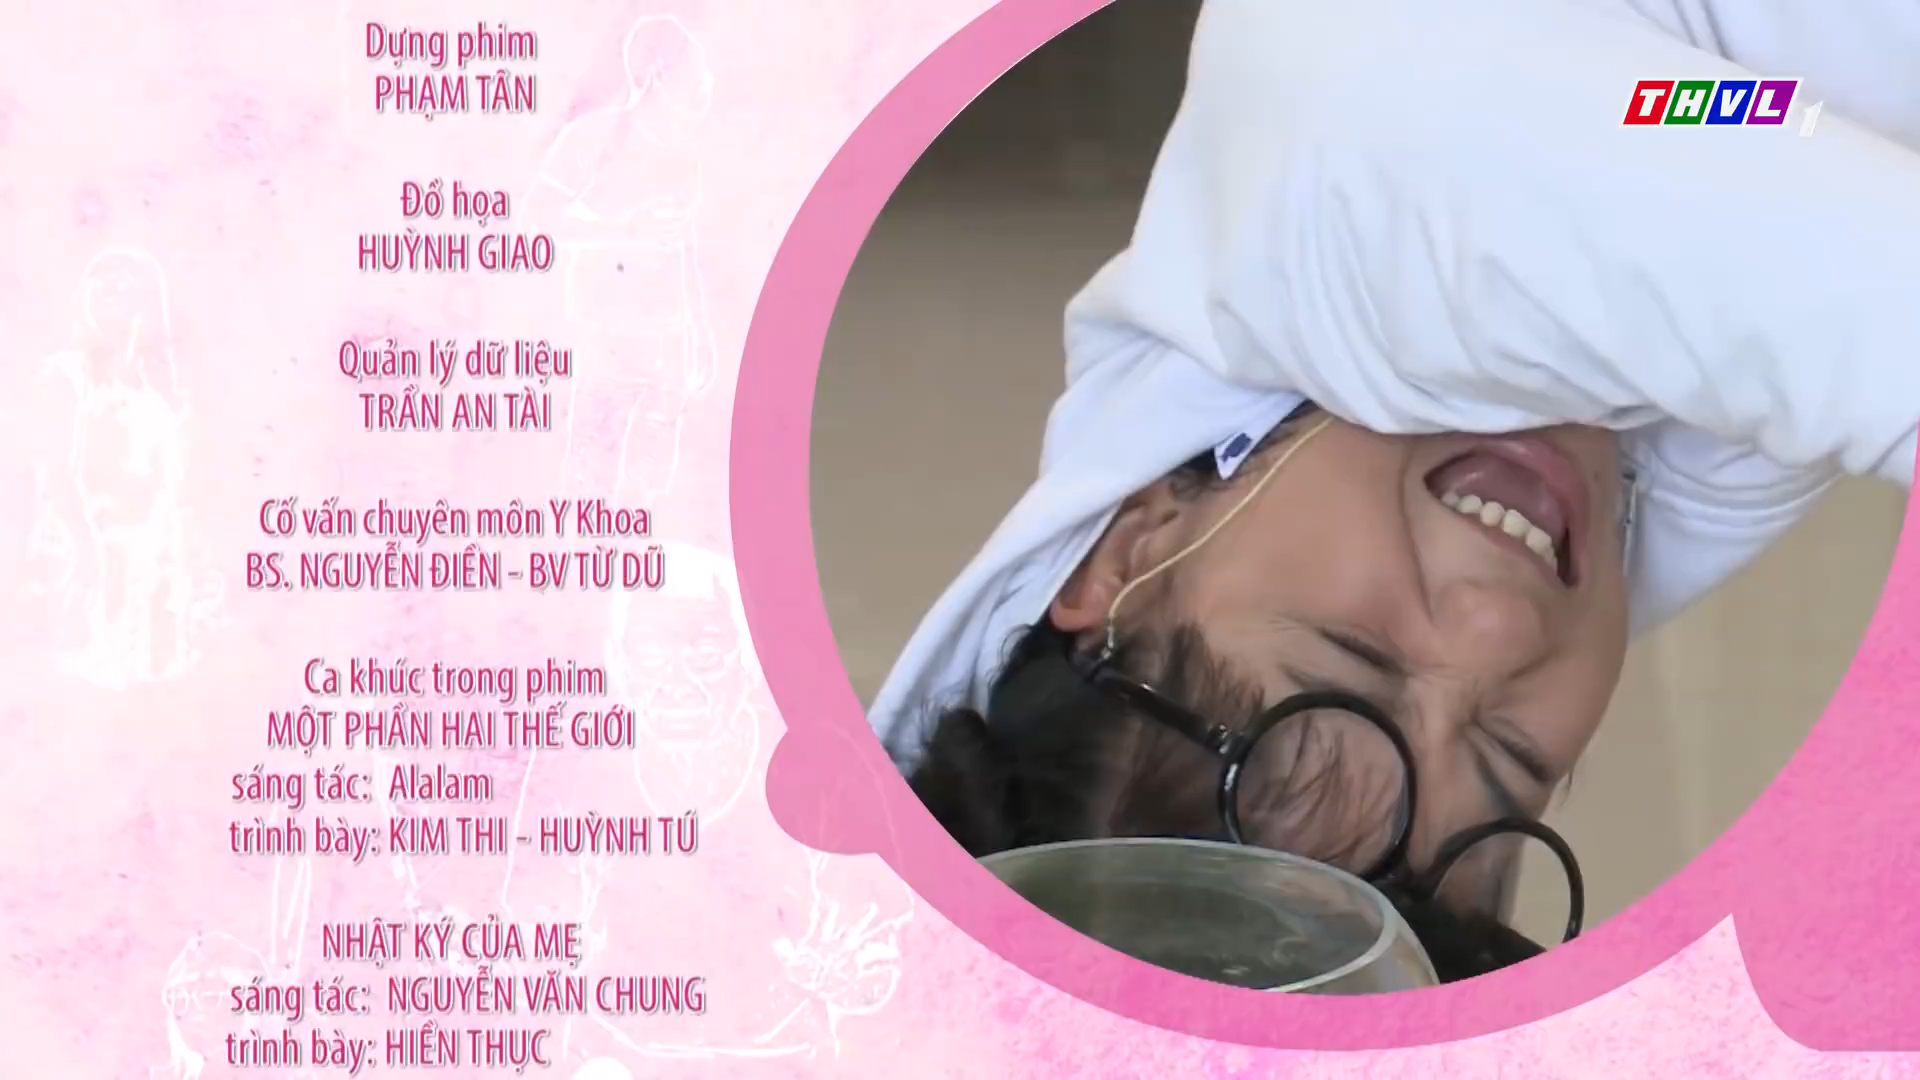 Dựng phim
PHẠM TÂN
Đồ họa
HUỲNH GIAO
Quản lý dữ liệu
TRẦN AN TÀI
Cố vấn chuyên môn Y Khoa
BS. NGUYỄN ĐIỀN - BV TỪ DŨ
Ca khúc trong phim
MỘT PHẦN HAI THẾ GIỚI
sáng tác: Alalam
trình bày: KIM THI - HUỲNH TÚ
NHẬT KÝ CỦA MẸ
sáng tác: NGUYỄN VĂN CHUNG
trình bày: HIỀN THỤC
THVL 1